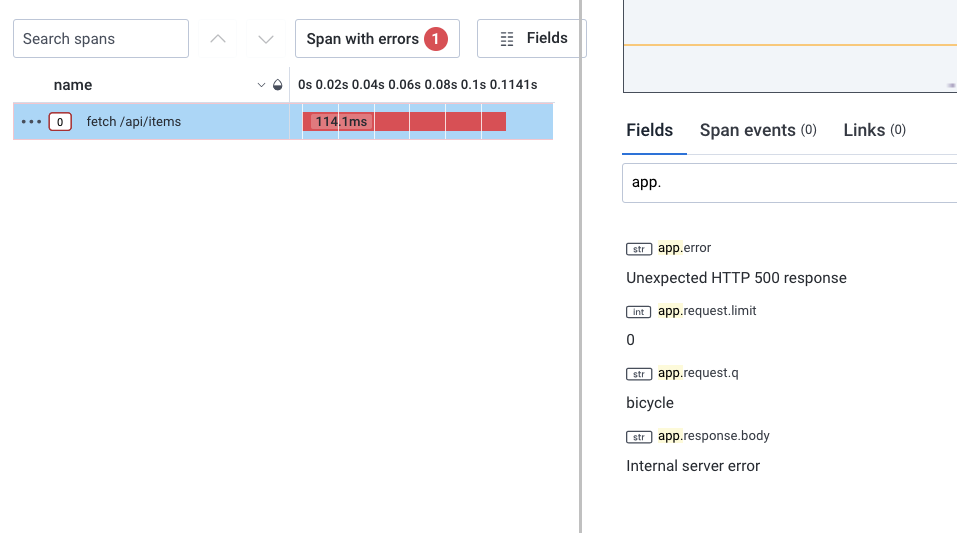 Search spans
Span with errors 1
Fields
name
0s 0.02s 0.04s 0.06s 0.08s 0.1s 0.1141s
0 fetch /api/items
114.1ms
Fields Span events (0) Links (0)
app.
str app.error
Unexpected HTTP 500 response
int app.request.limit
0
str app.request.q
bicycle
str app.response.body
Internal server error